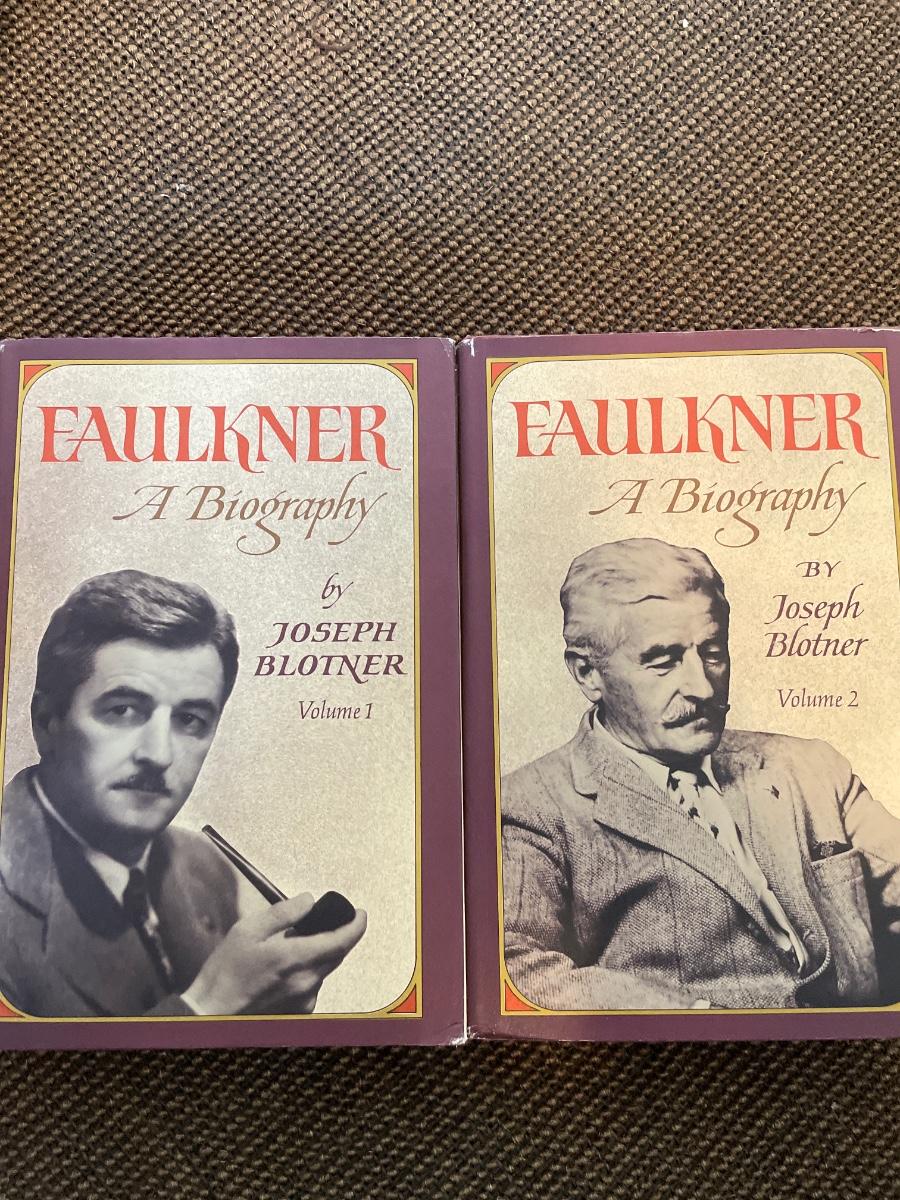 FAULKNER
A Biography
by
JOSEPH
BLOTNER
Volume 1
FAULKNER
A Biography
BY
Joseph
Blotner
Volume 2